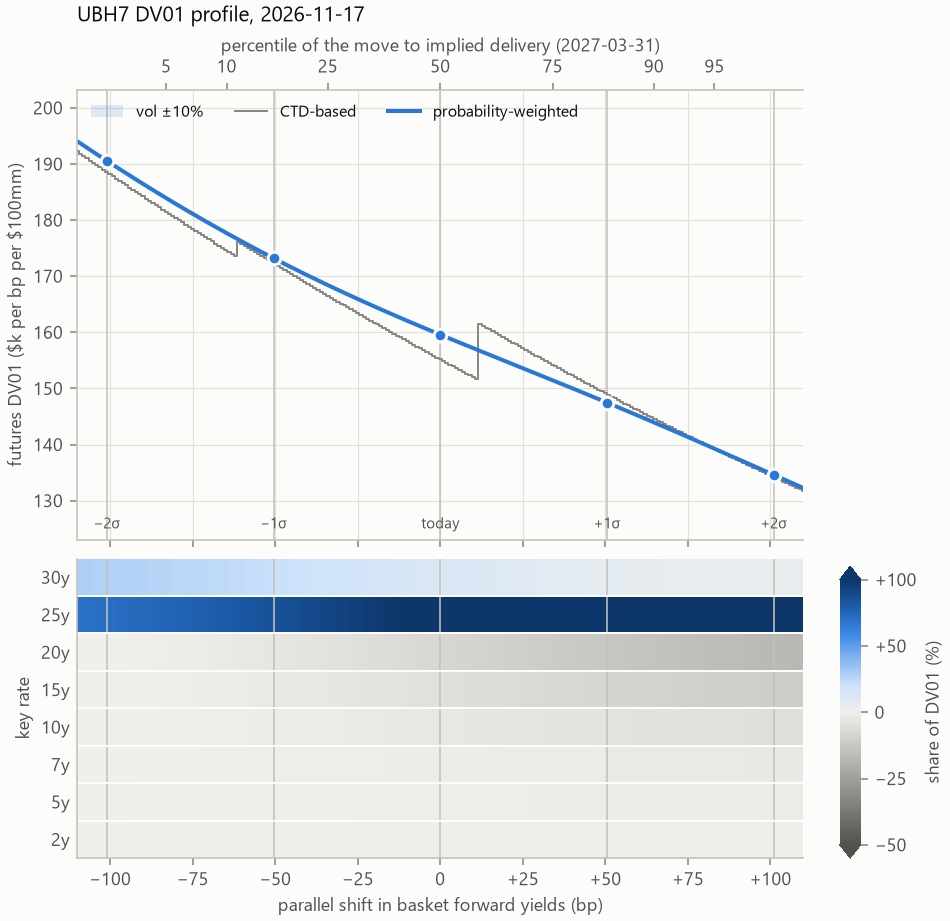 UBH7 DV01 profile, 2026-11-17
percentile of the move to implied delivery (2027-03-31)
5 10 25 50 75 90 95
vol ±10% CTD-based probability-weighted
200
190
180
170
160
150
140
130
futures DV01 ($k per bp per $100mm)
−2σ −1σ today +1σ +2σ
30y
25y
20y
15y
10y
7y
5y
2y
key rate
−100 −75 −50 −25 0 +25 +50 +75 +100
parallel shift in basket forward yields (bp)
+100
+50
0
−25
−50
share of DV01 (%)